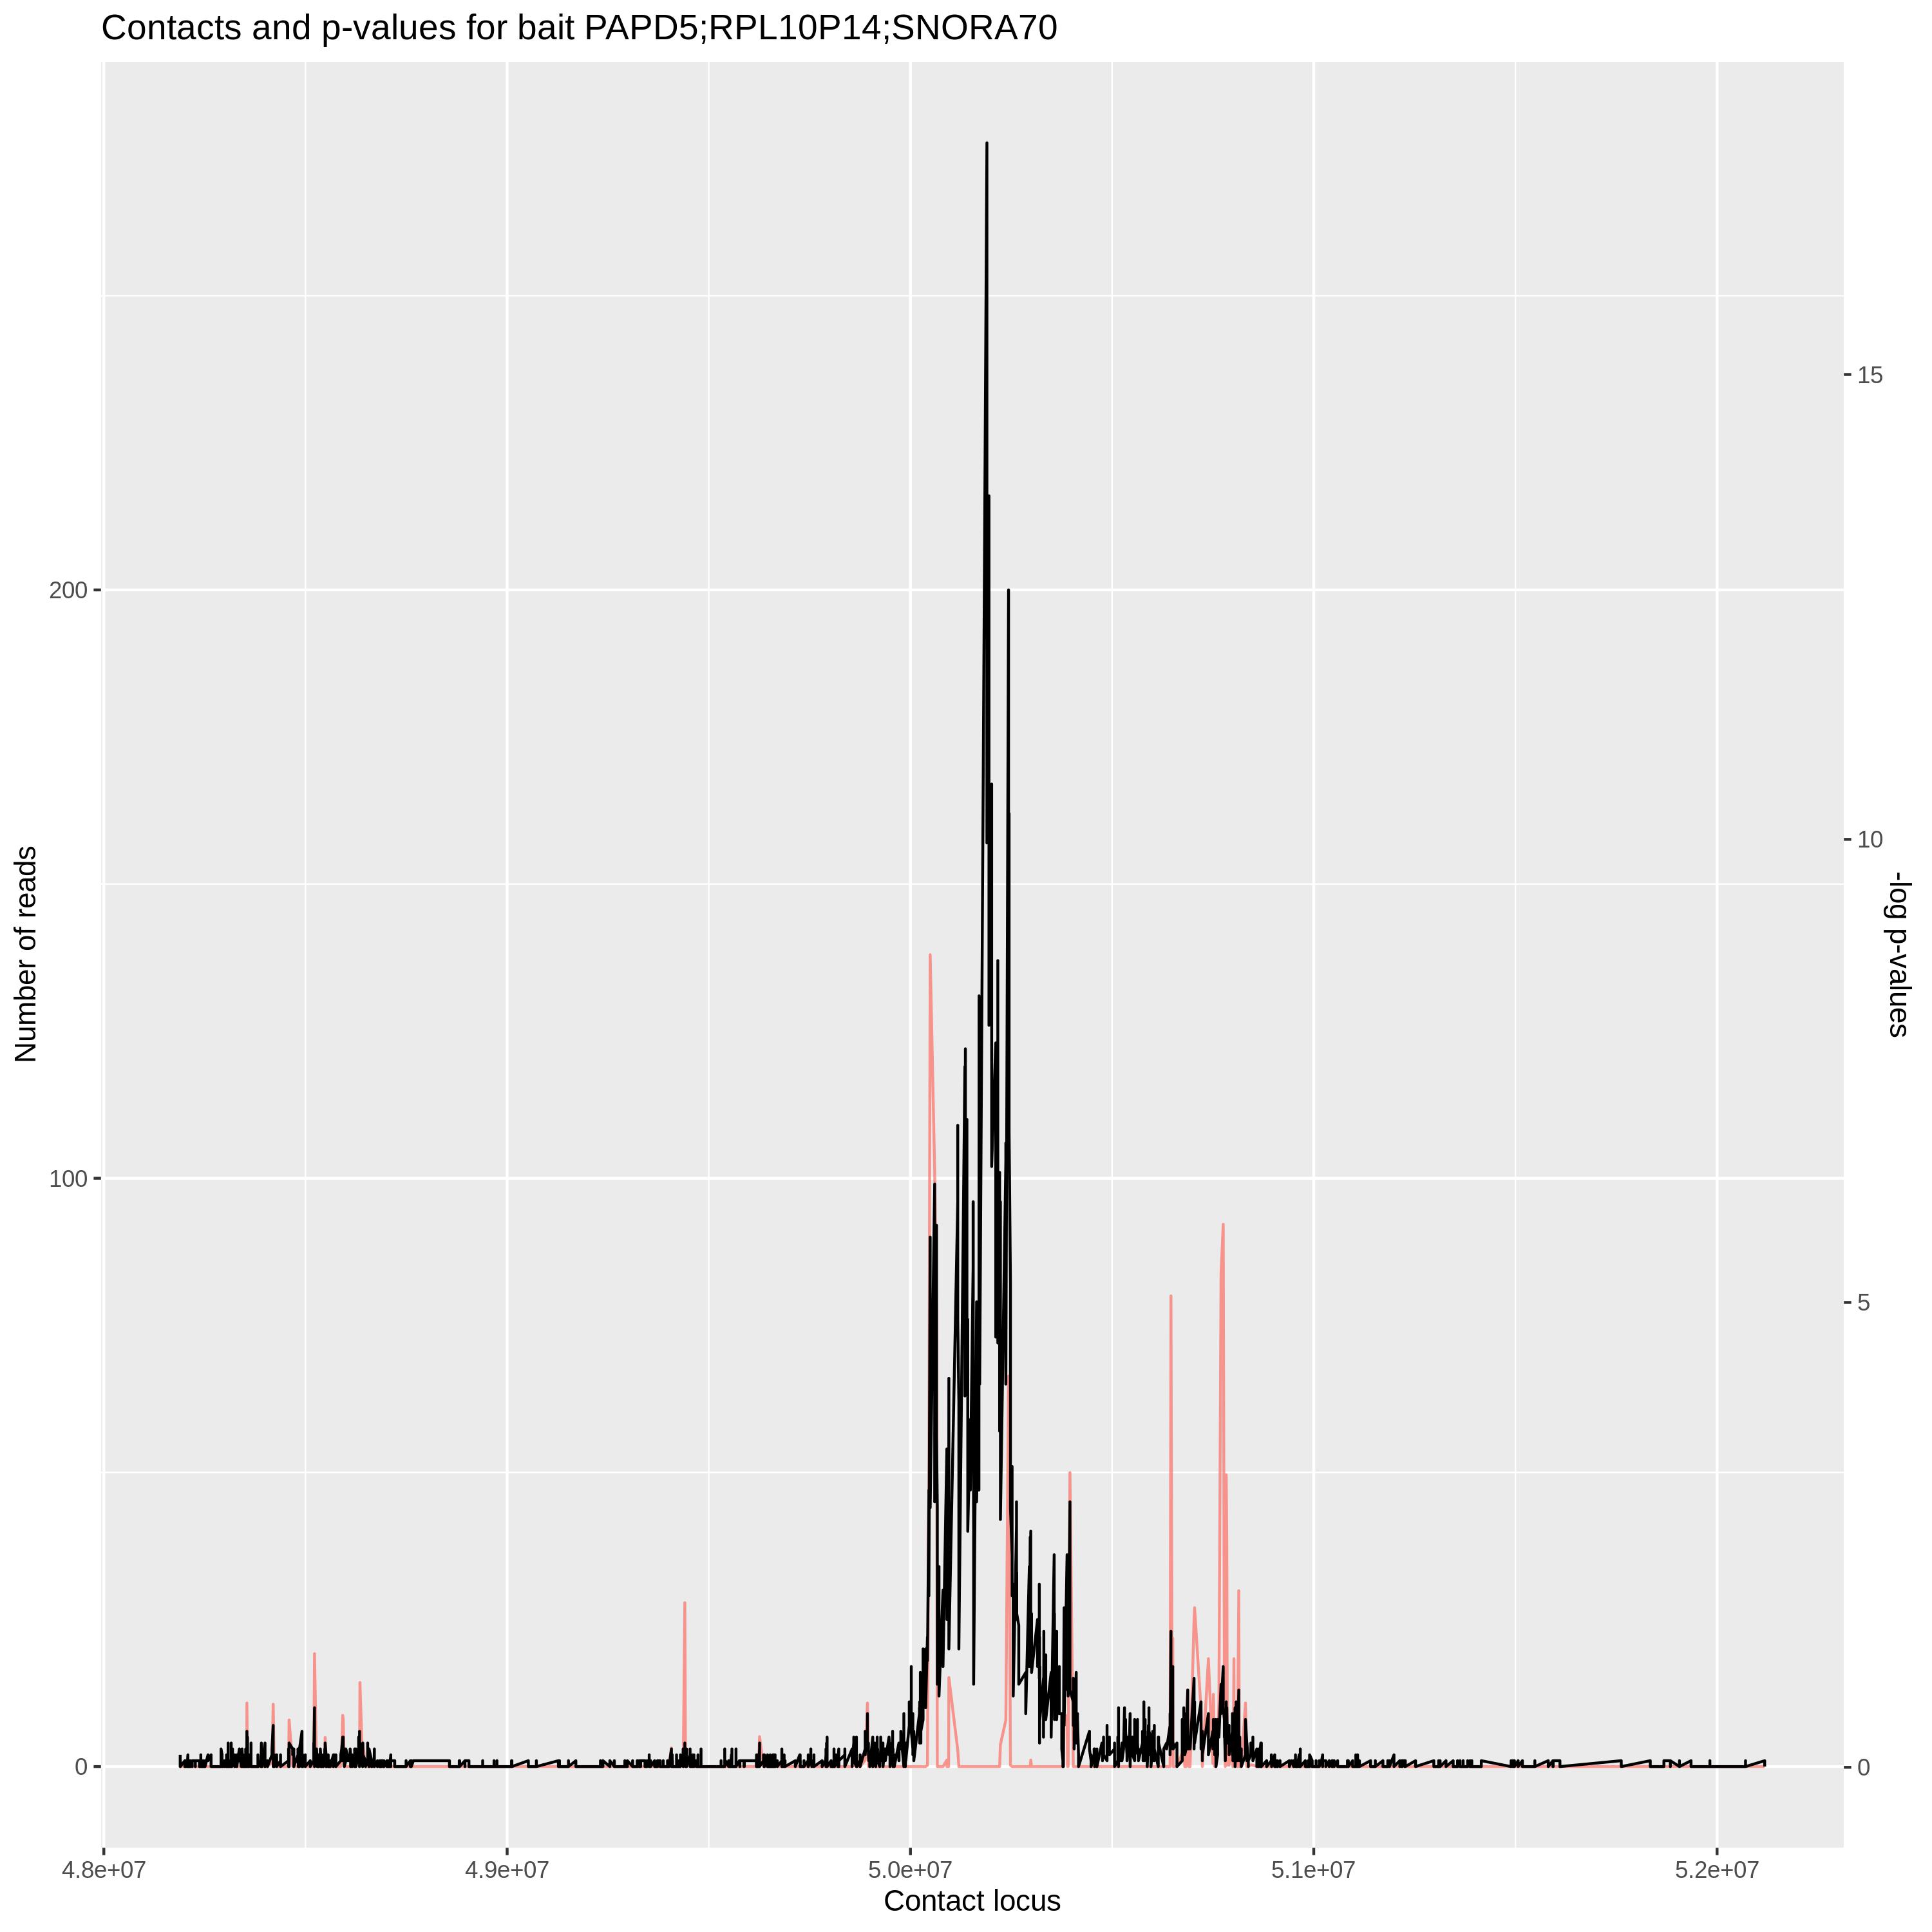 Contacts and p-values for bait PAPD5;RPL10P14;SNORA70
Number of reads
200
100
0
15
10
5
0
-log p-values
4.8e+07
4.9e+07
5.0e+07
5.1e+07
5.2e+07
Contact locus